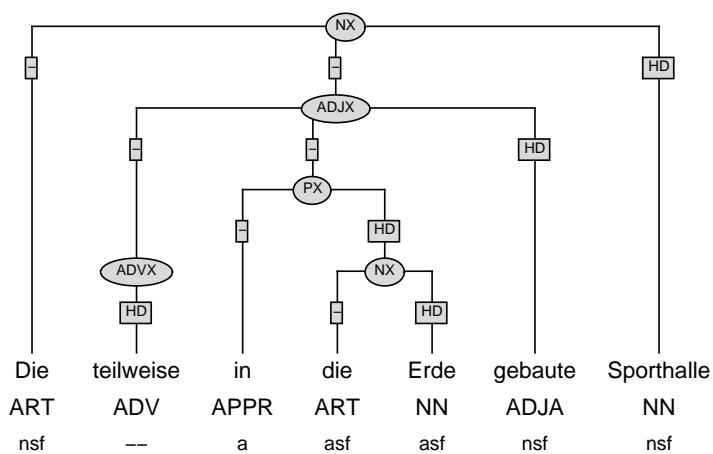 NX
– – HD
ADJX
– – HD
PX
– HD
ADVX NX
HD – HD
Die teilweise in die Erde gebaute Sporthalle
ART ADV APPR ART NN ADJA NN
nsf −− a asf asf nsf nsf